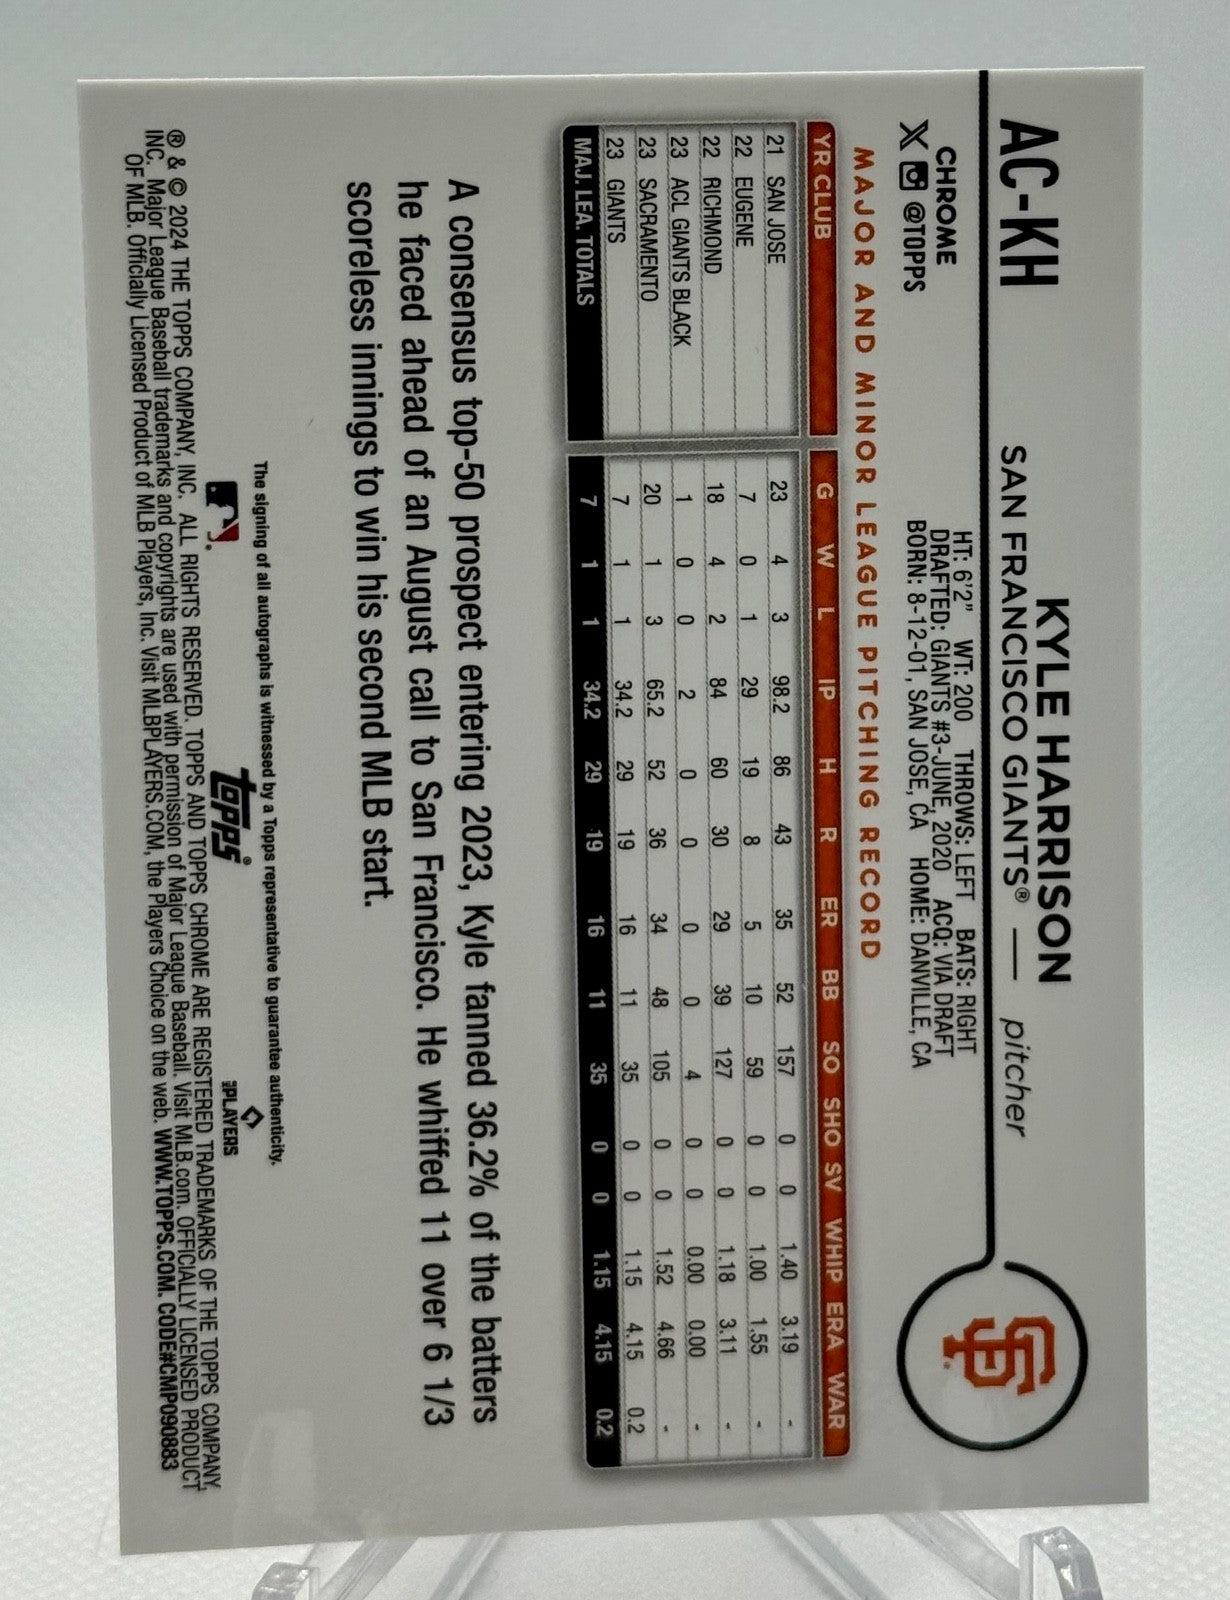 AC-KH
KYLE HARRISON
SAN FRANCISCO GIANTS® — pitcher
CHROME
@TOPPS
HT: 6'2" WT: 200 THROWS: LEFT BATS: RIGHT
DRAFTED: GIANTS #3-JUNE, 2020 ACQ: VIA DRAFT
BORN: 8-12-01, SAN JOSE, CA HOME: DANVILLE, CA
SF
MAJOR AND MINOR LEAGUE PITCHING RECORD
YR CLUB G W L IP H R ER BB SO SHO SV WHIP ERA WAR
21 SAN JOSE 23 4 3 98.2 86 43 35 52 157 0 0 1.40 3.19 -
22 EUGENE 7 0 1 29 19 8 5 10 59 0 0 1.00 1.55 -
22 RICHMOND 18 4 2 84 60 30 29 39 127 0 0 1.18 3.11 -
23 ACL GIANTS BLACK 1 0 0 2 0 0 0 0 4 0 0 0.00 0.00 -
23 SACRAMENTO 20 1 3 65.2 52 36 34 48 105 0 0 1.52 4.66 -
23 GIANTS 7 1 1 34.2 29 19 16 11 35 0 0 1.15 4.15 0.2
MAJ. LEA. TOTALS 7 1 1 34.2 29 19 16 11 35 0 0 1.15 4.15 0.2
A consensus top-50 prospect entering 2023, Kyle fanned 36.2% of the batters
he faced ahead of an August call to San Francisco. He whiffed 11 over 6 1/3
scoreless innings to win his second MLB start.
The signing of all autographs is witnessed by a Topps representative to guarantee authenticity.
topps®
PLAYERS
® & © 2024 THE TOPPS COMPANY, INC. ALL RIGHTS RESERVED. TOPPS AND TOPPS CHROME ARE REGISTERED TRADEMARKS OF THE TOPPS COMPANY,
INC. Major League Baseball trademarks and copyrights are used with permission of Major League Baseball. Visit MLB.com. OFFICIALLY LICENSED PRODUCT
OF MLB. Officially Licensed Product of MLB Players, Inc. Visit MLBPLAYERS.COM, the Players Choice on the web. WWW.TOPPS.COM. CODE#CMP090883